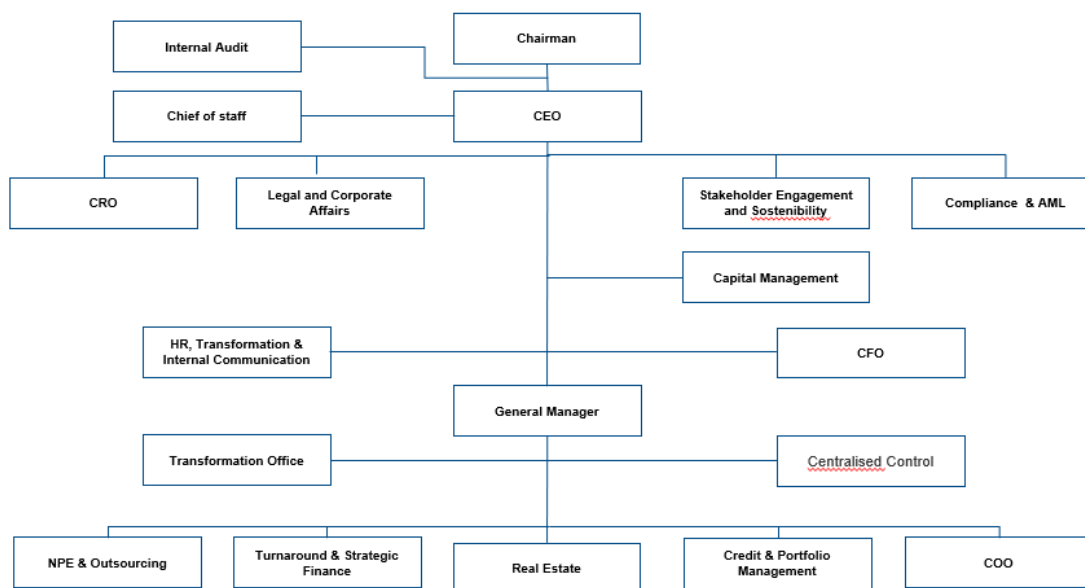 Chairman
Internal Audit
Chief of staff
CEO
CRO
Legal and Corporate
Affairs
Stakeholder Engagement
and Sostenibility
Compliance & AML
Capital Management
HR, Transformation &
Internal Communication
CFO
General Manager
Transformation Office
Centralised Control
NPE & Outsourcing
Turnaround & Strategic
Finance
Real Estate
Credit & Portfolio
Management
COO